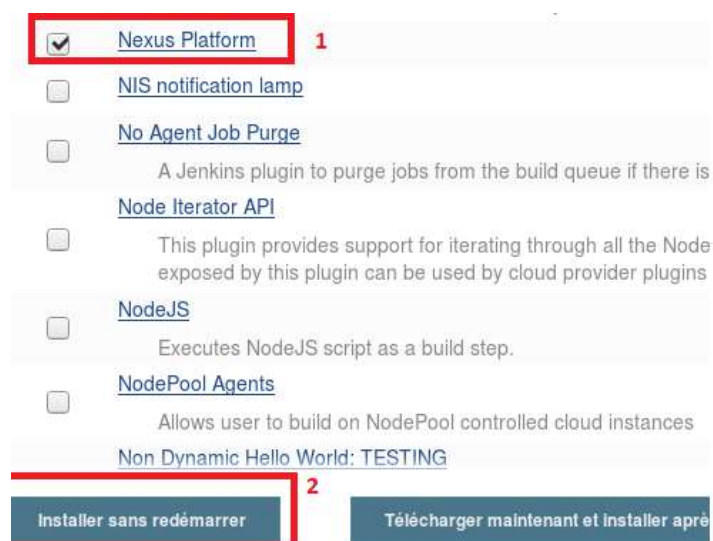 Nexus Platform 1
NIS notification lamp
No Agent Job Purge
A Jenkins plugin to purge jobs from the build queue if there is
Node Iterator API
This plugin provides support for iterating through all the Node
exposed by this plugin can be used by cloud provider plugins
NodeJS
Executes NodeJS script as a build step.
NodePool Agents
Allows user to build on NodePool controlled cloud instances
Non Dynamic Hello World: TESTING
2
Installer sans redémarrer Télécharger maintenant et installer aprè